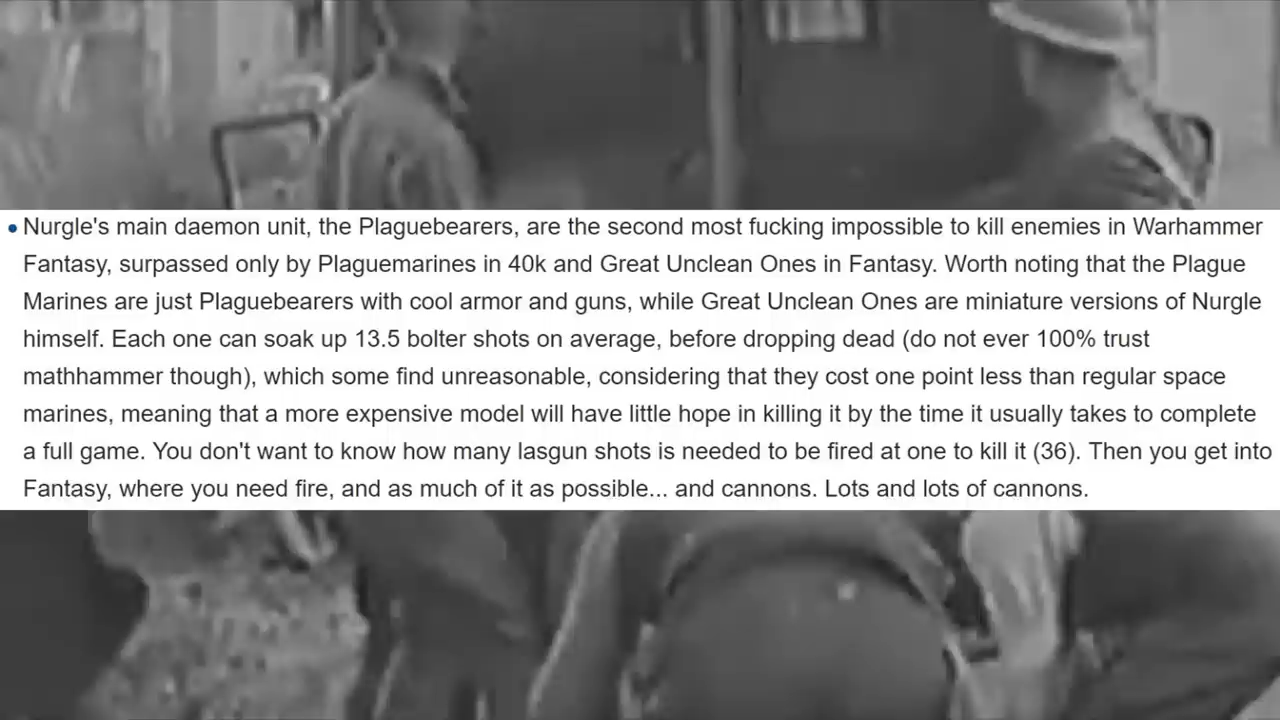 Nurgle's main daemon unit, the Plaguebearers, are the second most fucking impossible to kill enemies in Warhammer
Fantasy, surpassed only by Plaguemarines in 40k and Great Unclean Ones in Fantasy. Worth noting that the Plague
Marines are just Plaguebearers with cool armor and guns, while Great Unclean Ones are miniature versions of Nurgle
himself. Each one can soak up 13.5 bolter shots on average, before dropping dead (do not ever 100% trust
mathhammer though), which some find unreasonable, considering that they cost one point less than regular space
marines, meaning that a more expensive model will have little hope in killing it by the time it usually takes to complete
a full game. You don't want to know how many lasgun shots is needed to be fired at one to kill it (36). Then you get into
Fantasy, where you need fire, and as much of it as possible... and cannons. Lots and lots of cannons.